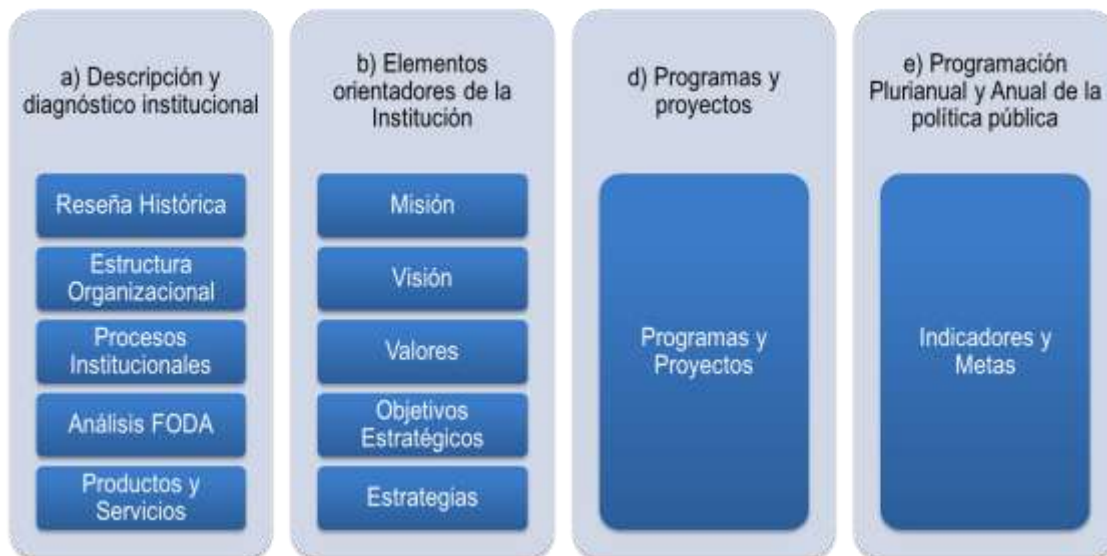 a) Descripción y
diagnóstico institucional
Reseña Histórica
Estructura
Organizacional
Procesos
Institucionales
Análisis FODA
Productos y
Servicios
b) Elementos
orientadores de la
Institución
Misión
Visión
Valores
Objetivos
Estratégicos
Estrategias
d) Programas y
proyectos
Programas y
Proyectos
e) Programación
Plurianual y Anual de la
política pública
Indicadores y
Metas